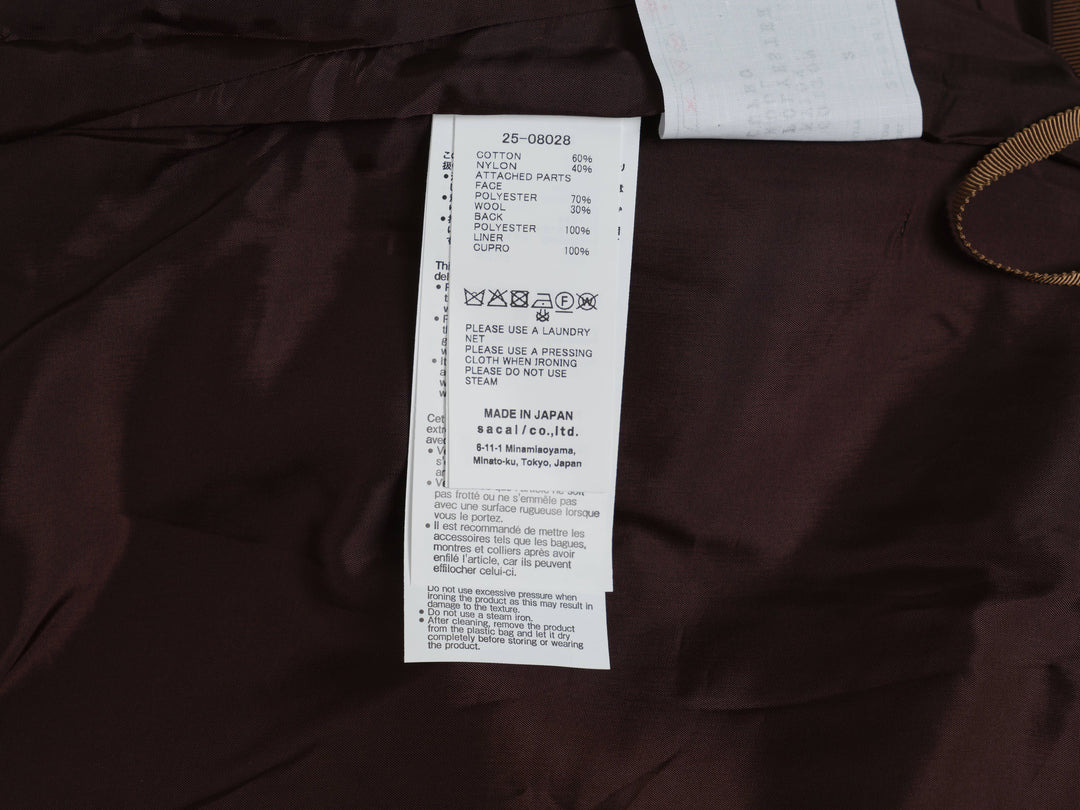 25-08028
COTTON 60%
NYLON 40%
ATTACHED PARTS
FACE
POLYESTER 70%
WOOL 30%
BACK
POLYESTER 100%
LINER
CUPRO 100%
F
W
PLEASE USE A LAUNDRY
NET
PLEASE USE A PRESSING
CLOTH WHEN IRONING
PLEASE DO NOT USE
STEAM
MADE IN JAPAN
sacai/co.,ltd.
6-11-1 Minamiaoyama,
Minato-ku, Tokyo, Japan
pas frotté ou ne s'emmêle pas
avec une surface rugueuse lorsque
vous le portez.
● Il est recommandé de mettre les
accessoires tels que les bagues,
montres et colliers après avoir
enfilé l'article, car ils peuvent
effilocher celui-ci.
Do not use excessive pressure when
ironing the product as this may result in
damage to the texture.
● Do not use a steam iron.
● After cleaning, remove the product
from the plastic bag and let it dry
completely before storing or wearing
the product.